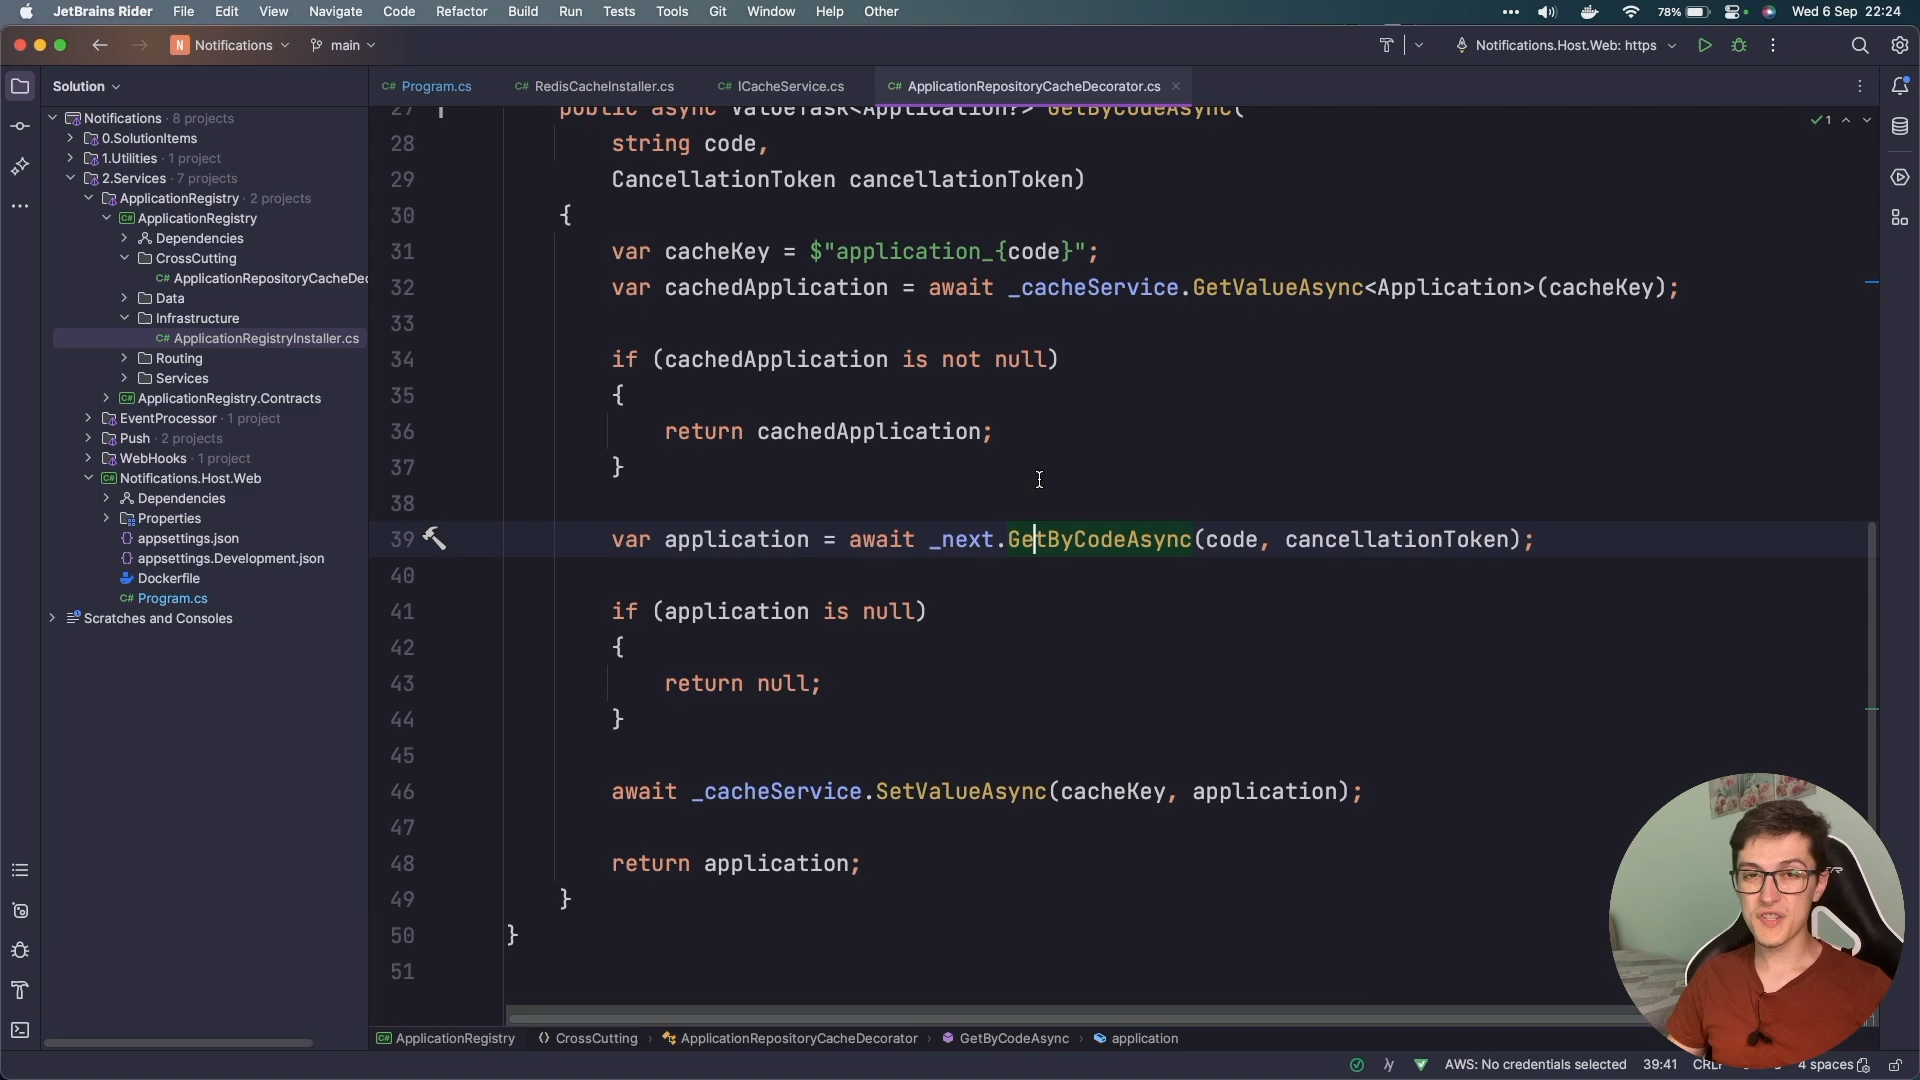 JetBrains Rider File Edit View Navigate Code Refactor Build Run Tests Tools Git Window Help Other 78% Wed 6 Sep 22:24
N Notifications main Notifications.Host.Web: https
Solution
C# Program.cs C# RedisCacheInstaller.cs C# ICacheService.cs C# ApplicationRepositoryCacheDecorator.cs
Notifications · 8 projects
0.SolutionItems
1.Utilities · 1 project
2.Services · 7 projects
ApplicationRegistry · 2 projects
C# ApplicationRegistry
Dependencies
CrossCutting
C# ApplicationRepositoryCacheDec
Data
Infrastructure
C# ApplicationRegistryInstaller.cs
Routing
Services
C# ApplicationRegistry.Contracts
EventProcessor · 1 project
Push · 2 projects
WebHooks · 1 project
C# Notifications.Host.Web
Dependencies
Properties
appsettings.json
appsettings.Development.json
Dockerfile
C# Program.cs
Scratches and Consoles
1
27 public async ValueTask<Application?> GetByCodeAsync(
28 string code,
29 CancellationToken cancellationToken)
30 {
31 var cacheKey = $"application_{code}";
32 var cachedApplication = await _cacheService.GetValueAsync<Application>(cacheKey);
33
34 if (cachedApplication is not null)
35 {
36 return cachedApplication;
37 }
38
39 var application = await _next.GetByCodeAsync(code, cancellationToken);
40
41 if (application is null)
42 {
43 return null;
44 }
45
46 await _cacheService.SetValueAsync(cacheKey, application);
47
48 return application;
49 }
50 }
51
C# ApplicationRegistry CrossCutting ApplicationRepositoryCacheDecorator GetByCodeAsync application
AWS: No credentials selected 39:41 4 spaces